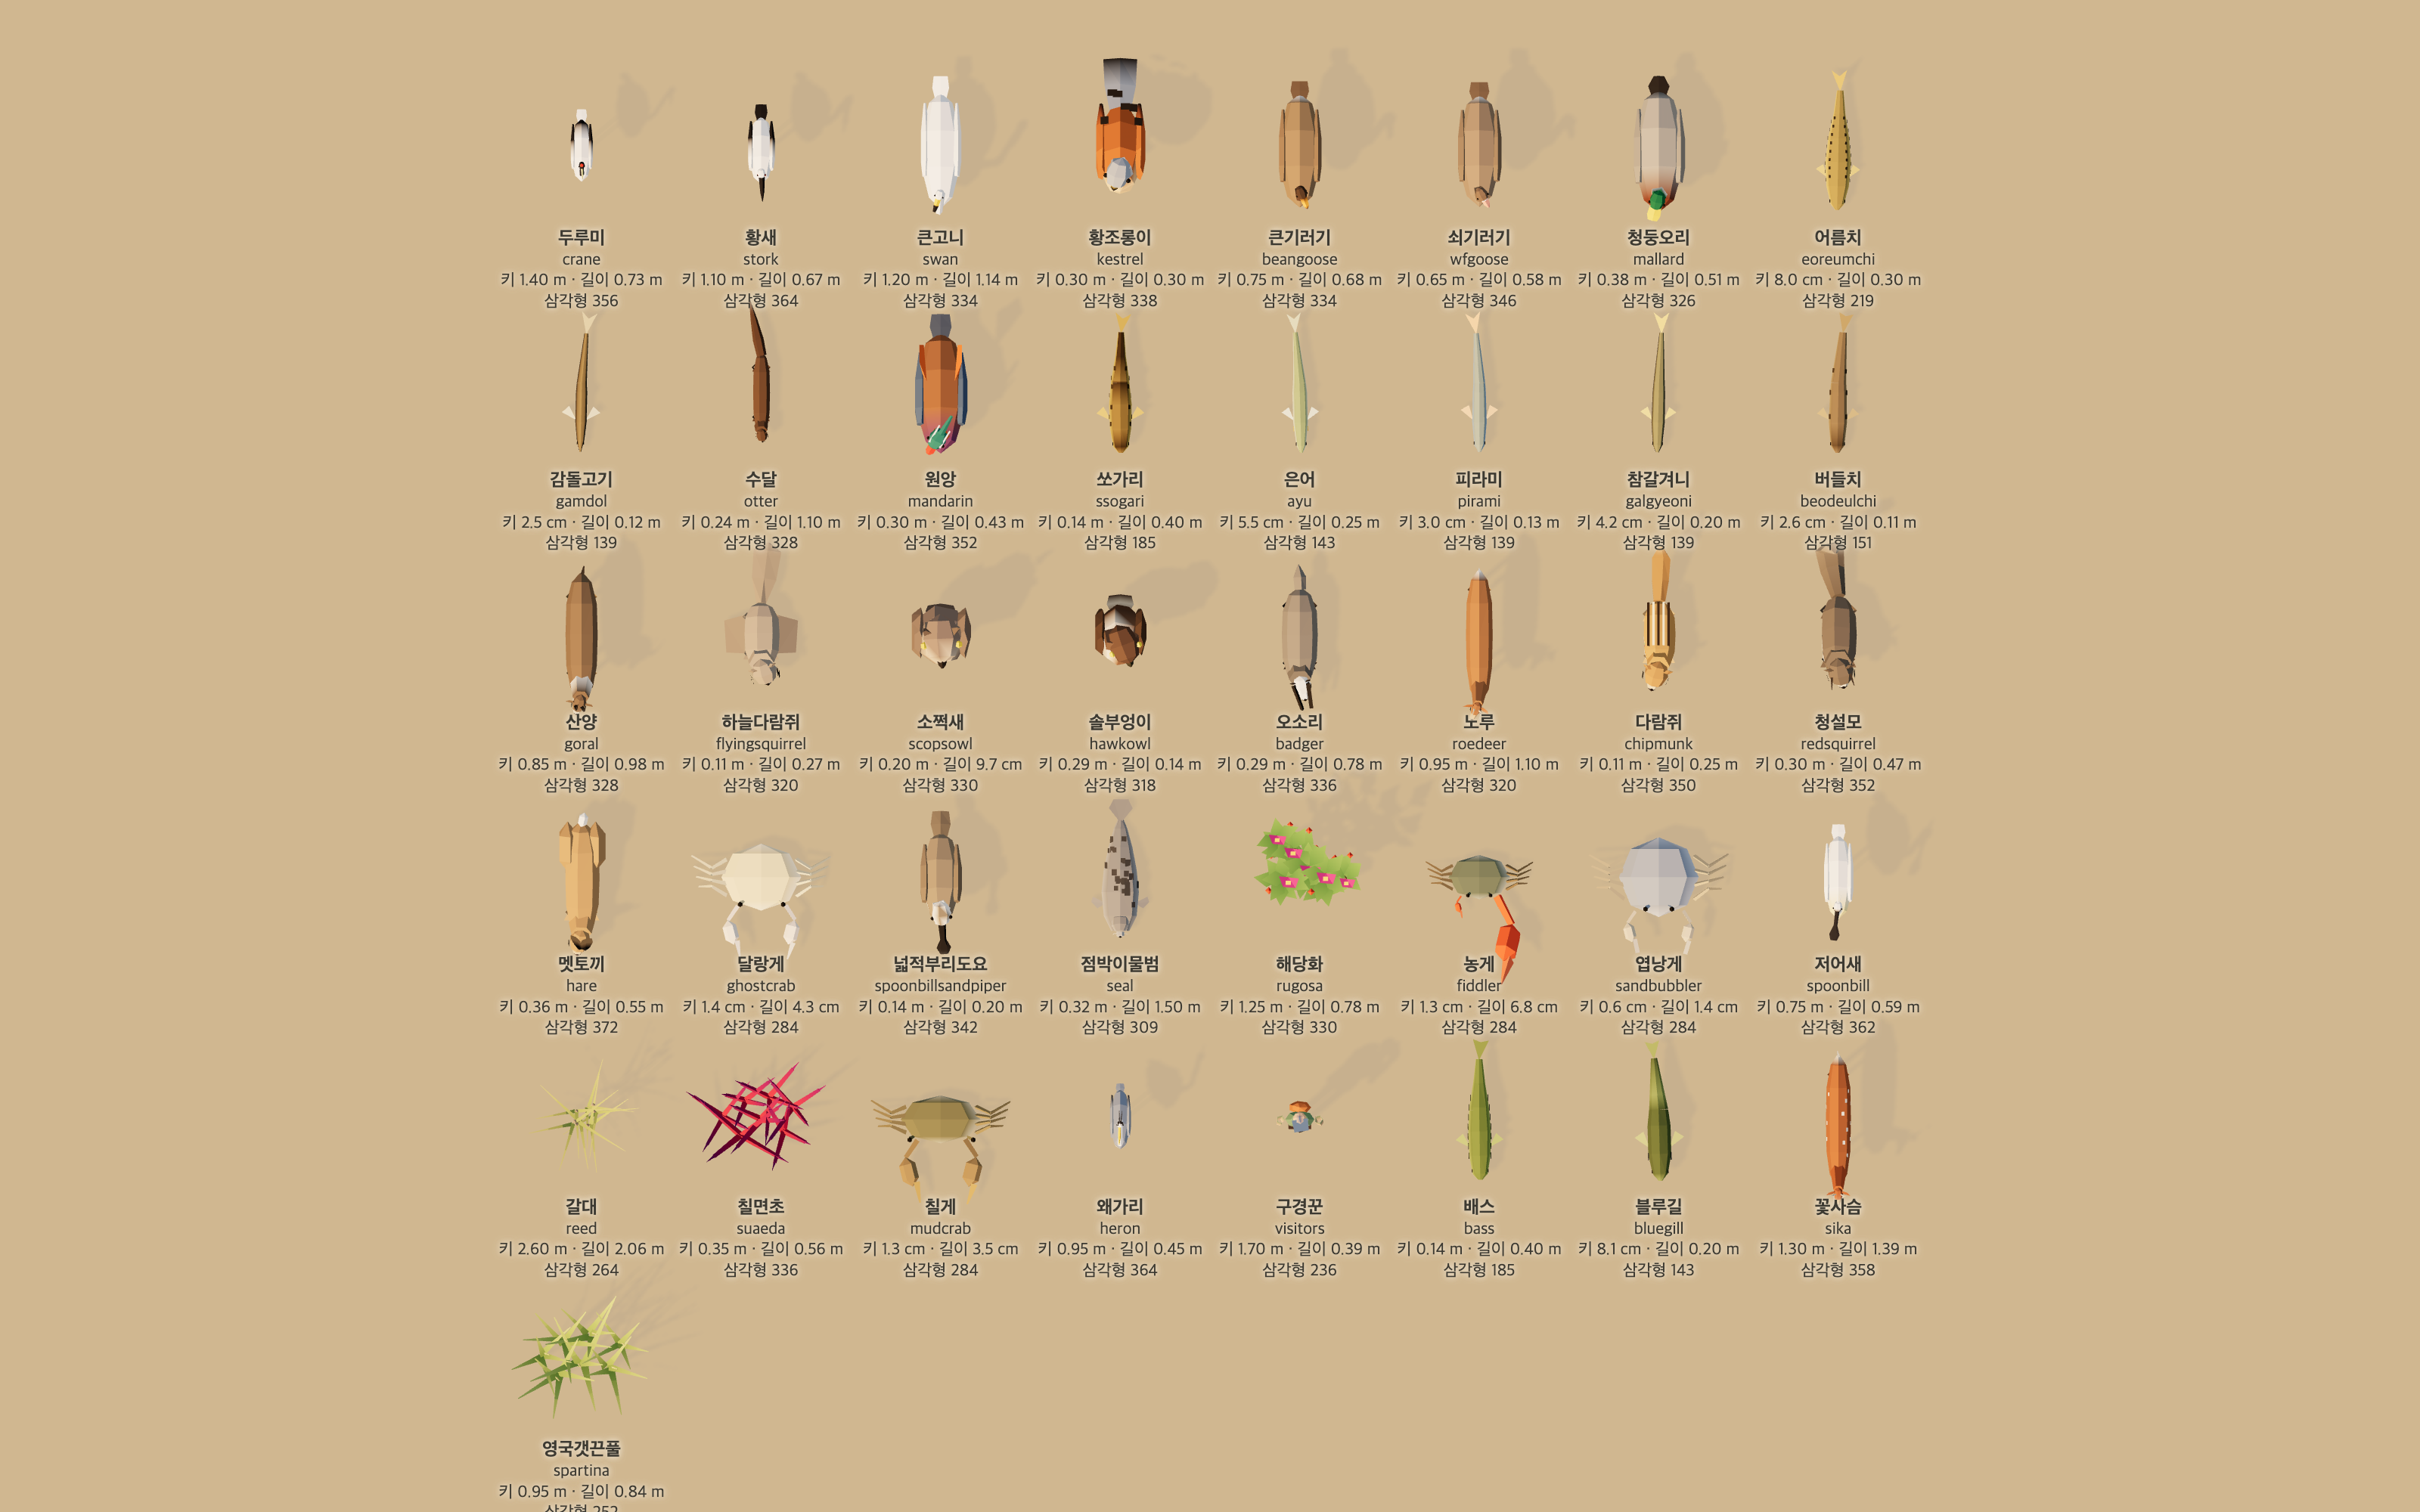 두루미
crane
키 1.40 m · 길이 0.73 m
삼각형 356
황새
stork
키 1.10 m · 길이 0.67 m
삼각형 364
큰고니
swan
키 1.20 m · 길이 1.14 m
삼각형 334
황조롱이
kestrel
키 0.30 m · 길이 0.30 m
삼각형 338
큰기러기
beangoose
키 0.75 m · 길이 0.68 m
삼각형 334
쇠기러기
wfgoose
키 0.65 m · 길이 0.58 m
삼각형 346
청둥오리
mallard
키 0.38 m · 길이 0.51 m
삼각형 326
어름치
eoreumchi
키 8.0 cm · 길이 0.30 m
삼각형 219
감돌고기
gamdol
키 2.5 cm · 길이 0.12 m
삼각형 139
수달
otter
키 0.24 m · 길이 1.10 m
삼각형 328
원앙
mandarin
키 0.30 m · 길이 0.43 m
삼각형 352
쏘가리
ssogari
키 0.14 m · 길이 0.40 m
삼각형 185
은어
ayu
키 5.5 cm · 길이 0.25 m
삼각형 143
피라미
pirami
키 3.0 cm · 길이 0.13 m
삼각형 139
참갈겨니
galgyeoni
키 4.2 cm · 길이 0.20 m
삼각형 139
버들치
beodeulchi
키 2.6 cm · 길이 0.11 m
삼각형 151
산양
goral
키 0.85 m · 길이 0.98 m
삼각형 328
하늘다람쥐
flyingsquirrel
키 0.11 m · 길이 0.27 m
삼각형 320
소쩍새
scopsowl
키 0.20 m · 길이 9.7 cm
삼각형 330
솔부엉이
hawkowl
키 0.29 m · 길이 0.14 m
삼각형 318
오소리
badger
키 0.29 m · 길이 0.78 m
삼각형 336
노루
roedeer
키 0.95 m · 길이 1.10 m
삼각형 320
다람쥐
chipmunk
키 0.11 m · 길이 0.25 m
삼각형 350
청설모
redsquirrel
키 0.30 m · 길이 0.47 m
삼각형 352
멧토끼
hare
키 0.36 m · 길이 0.55 m
삼각형 372
달랑게
ghostcrab
키 1.4 cm · 길이 4.3 cm
삼각형 284
넓적부리도요
spoonbillsandpiper
키 0.14 m · 길이 0.20 m
삼각형 342
점박이물범
seal
키 0.32 m · 길이 1.50 m
삼각형 309
해당화
rugosa
키 1.25 m · 길이 0.78 m
삼각형 330
농게
fiddler
키 1.3 cm · 길이 6.8 cm
삼각형 284
엽낭게
sandbubbler
키 0.6 cm · 길이 1.4 cm
삼각형 284
저어새
spoonbill
키 0.75 m · 길이 0.59 m
삼각형 362
갈대
reed
키 2.60 m · 길이 2.06 m
삼각형 264
칠면초
suaeda
키 0.35 m · 길이 0.56 m
삼각형 336
칠게
mudcrab
키 1.3 cm · 길이 3.5 cm
삼각형 284
왜가리
heron
키 0.95 m · 길이 0.45 m
삼각형 364
구경꾼
visitors
키 1.70 m · 길이 0.39 m
삼각형 236
배스
bass
키 0.14 m · 길이 0.40 m
삼각형 185
블루길
bluegill
키 8.1 cm · 길이 0.20 m
삼각형 143
꽃사슴
sika
키 1.30 m · 길이 1.39 m
삼각형 358
영국갯끈풀
spartina
키 0.95 m · 길이 0.84 m
삼각형 252